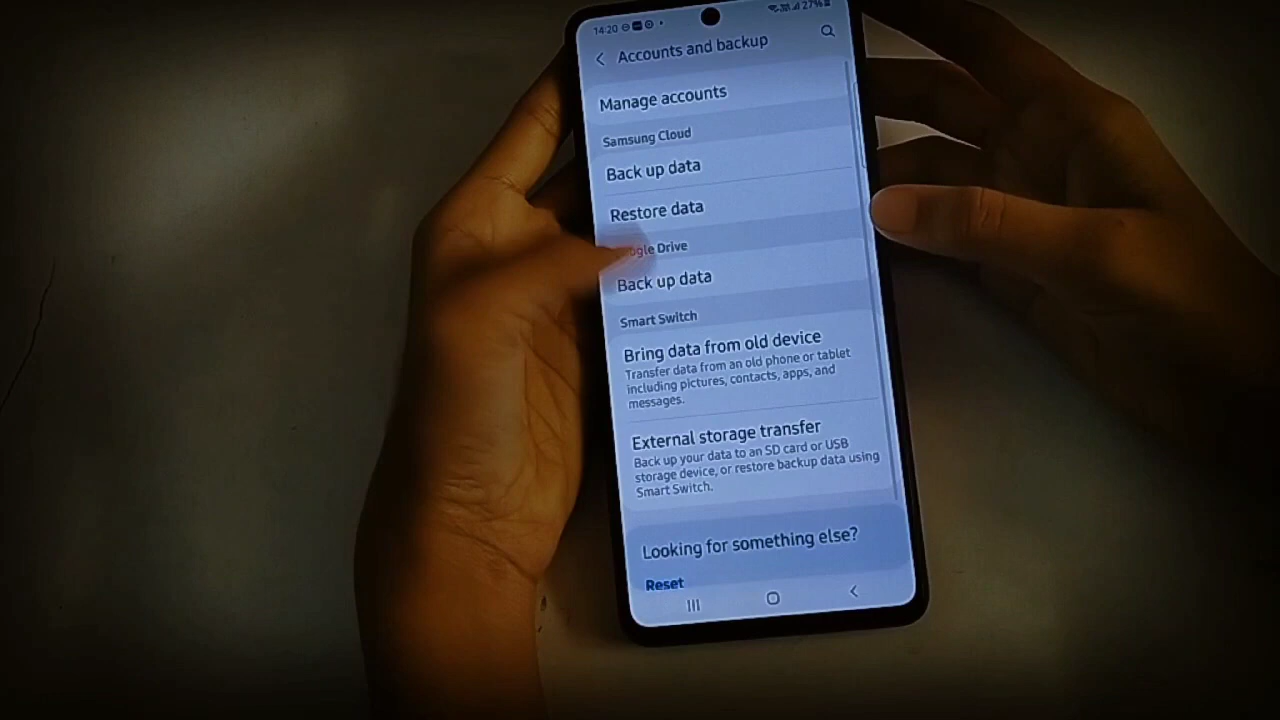 14:20
27%
Accounts and backup
Manage accounts
Samsung Cloud
Back up data
Restore data
ogle Drive
Back up data
Smart Switch
Bring data from old device
Transfer data from an old phone or tablet
including pictures, contacts, apps, and
messages.
External storage transfer
Back up your data to an SD card or USB
storage device, or restore backup data using
Smart Switch.
Looking for something else?
Reset